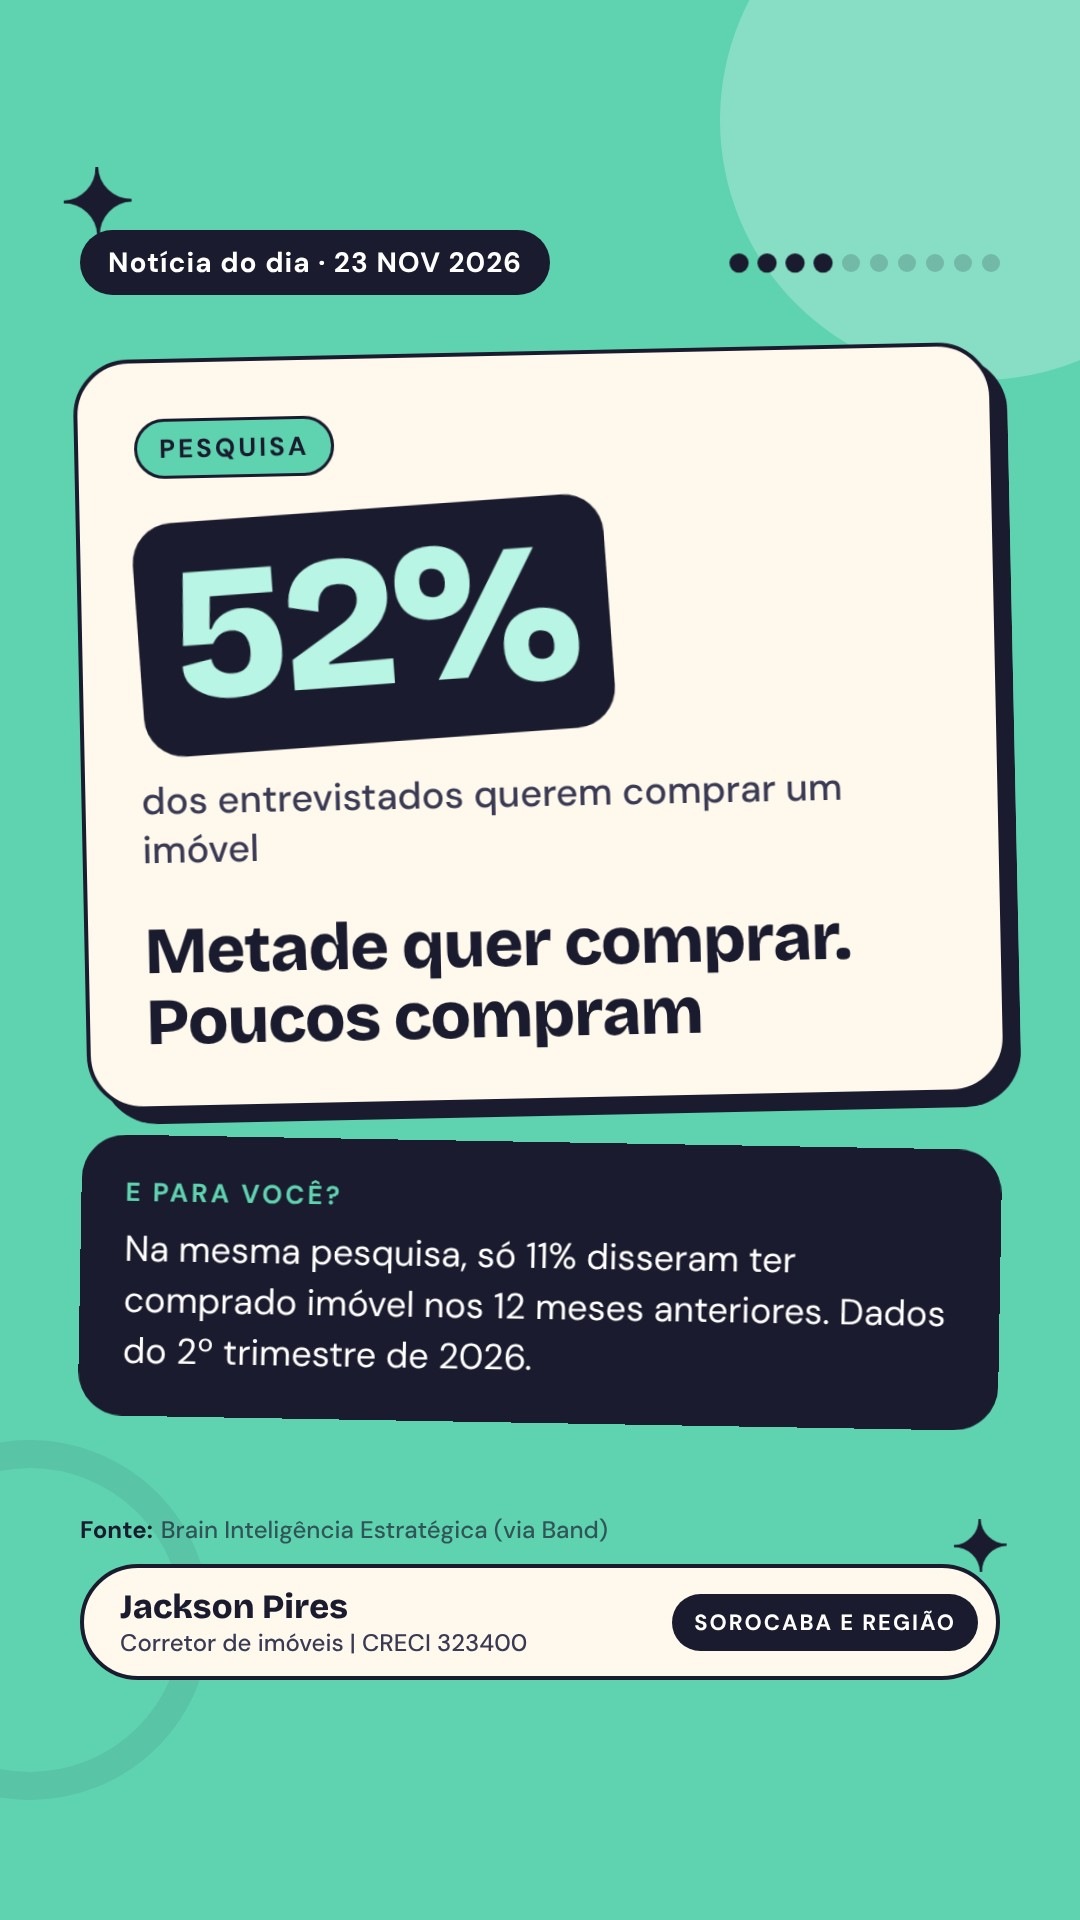 Notícia do dia · 23 NOV 2026
PESQUISA
52%
dos entrevistados querem comprar um
imóvel
Metade quer comprar.
Poucos compram
E PARA VOCÊ?
Na mesma pesquisa, só 11% disseram ter
comprado imóvel nos 12 meses anteriores. Dados
do 2º trimestre de 2026.
Fonte: Brain Inteligência Estratégica (via Band)
Jackson Pires
Corretor de imóveis | CRECI 323400
SOROCABA E REGIÃO